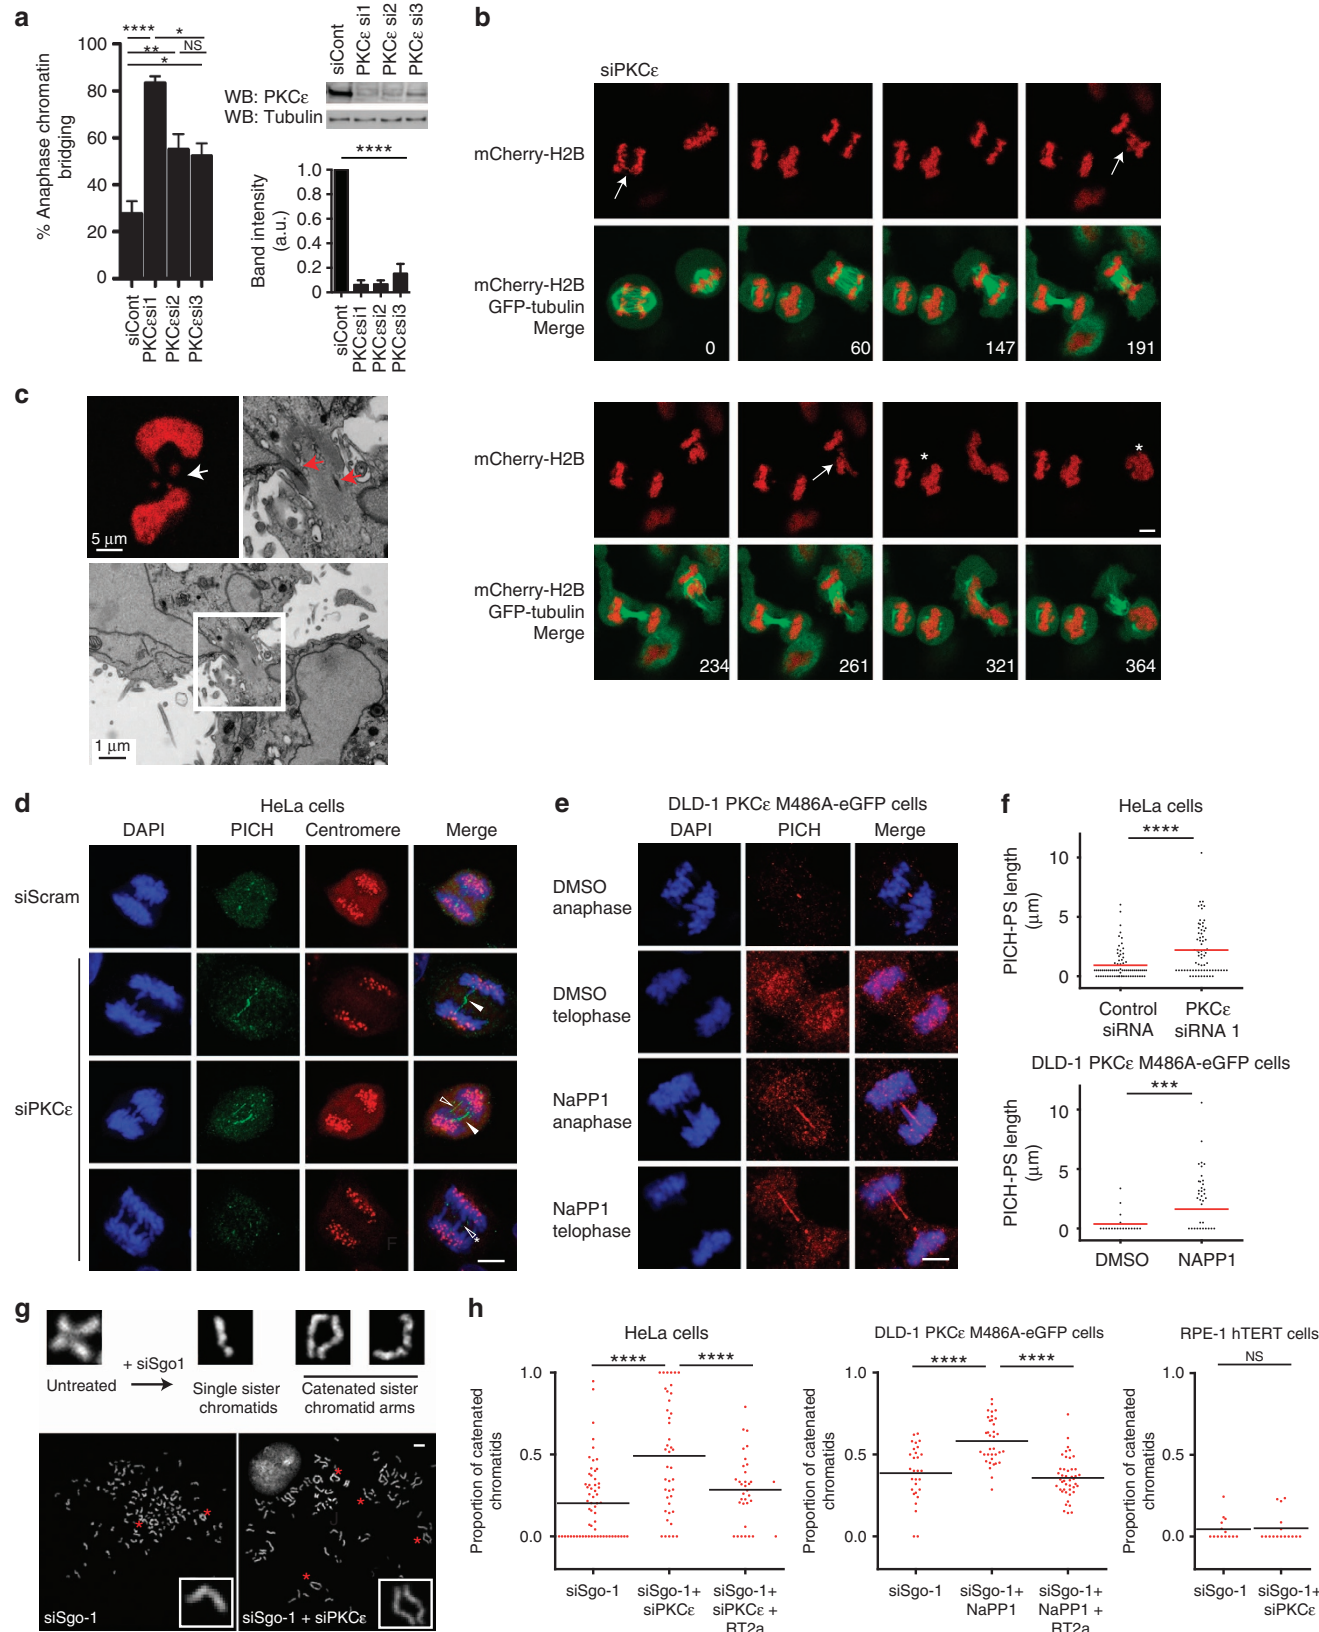 a
**** *
** NS
*
100
80
60
40
20
0
% Anaphase chromatin
bridging
siCont
PKCεsi1
PKCεsi2
PKCεsi3
siCont
PKCε si1
PKCε si2
PKCε si3
WB: PKCε
WB: Tubulin
****
1.0
0.8
0.6
0.4
0.2
0
Band intensity
(a.u.)
siCont
PKCεsi1
PKCεsi2
PKCεsi3
b
siPKCε
mCherry-H2B
mCherry-H2B
GFP-tubulin
Merge
0 60 147 191
mCherry-H2B
* *
mCherry-H2B
GFP-tubulin
Merge
234 261 321 364
c
5 μm
1 μm
d
HeLa cells
DAPI PICH Centromere Merge
siScram
siPKCε
F
*
e
DLD-1 PKCε M486A-eGFP cells
DAPI PICH Merge
DMSO
anaphase
DMSO
telophase
NaPP1
anaphase
NaPP1
telophase
f
HeLa cells
****
10
5
0
PICH-PS length
(μm)
Control
siRNA
PKCε
siRNA 1
DLD-1 PKCε M486A-eGFP cells
***
10
5
0
PICH-PS length
(μm)
DMSO NAPP1
g
+ siSgo1
Untreated
Single sister
chromatids
Catenated sister
chromatid arms
* *
* * * *
siSgo-1
siSgo-1 + siPKCε
h
HeLa cells
**** ****
1.0
0.5
0.0
Proportion of catenated
chromatids
siSgo-1
siSgo-1+
siPKCε
siSgo-1+
siPKCε +
RT2a
DLD-1 PKCε M486A-eGFP cells
**** ****
1.0
0.5
0.0
Proportion of catenated
chromatids
siSgo-1
siSgo-1+
NaPP1
siSgo-1+
NaPP1 +
RT2a
RPE-1 hTERT cells
NS
1.0
0.5
0.0
Proportion of catenated
chromatids
siSgo-1
siSgo-1+
siPKCε